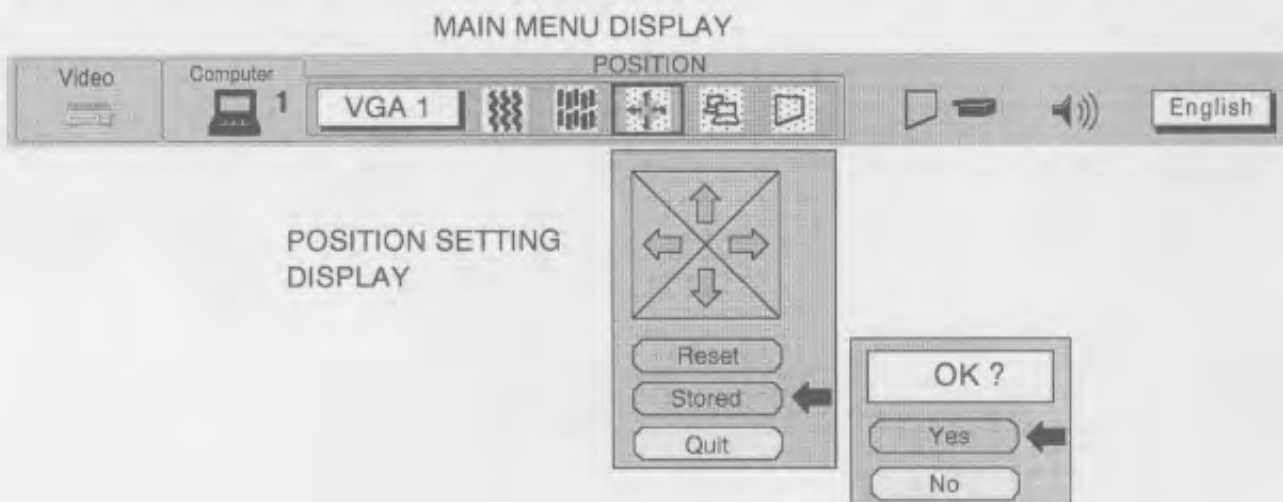 MAIN MENU DISPLAY
POSITION
Video
Computer
1
VGA 1
English
POSITION SETTING
DISPLAY
Reset
Stored
Quit
OK ?
Yes
No